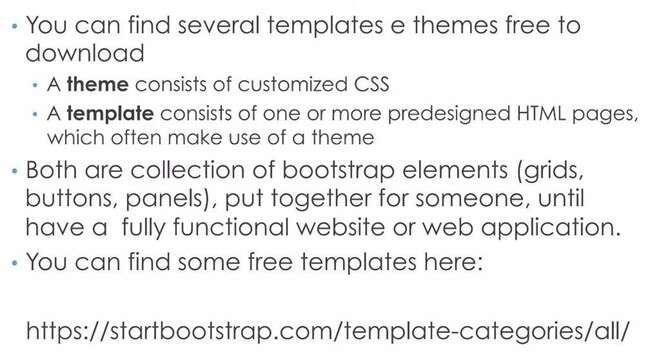 • You can find several templates e themes free to
download
• A theme consists of customized CSS
• A template consists of one or more predesigned HTML pages,
which often make use of a theme
• Both are collection of bootstrap elements (grids,
buttons, panels), put together for someone, until
have a fully functional website or web application.
• You can find some free templates here:
https://startbootstrap.com/template-categories/all/